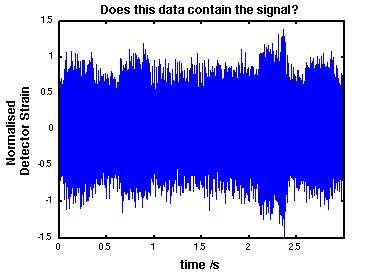 Does this data contain the signal?
1.5
1
0.5
0
-0.5
-1
-1.5
Normalised
Detector Strain
0 0.5 1 1.5 2 2.5
time /s